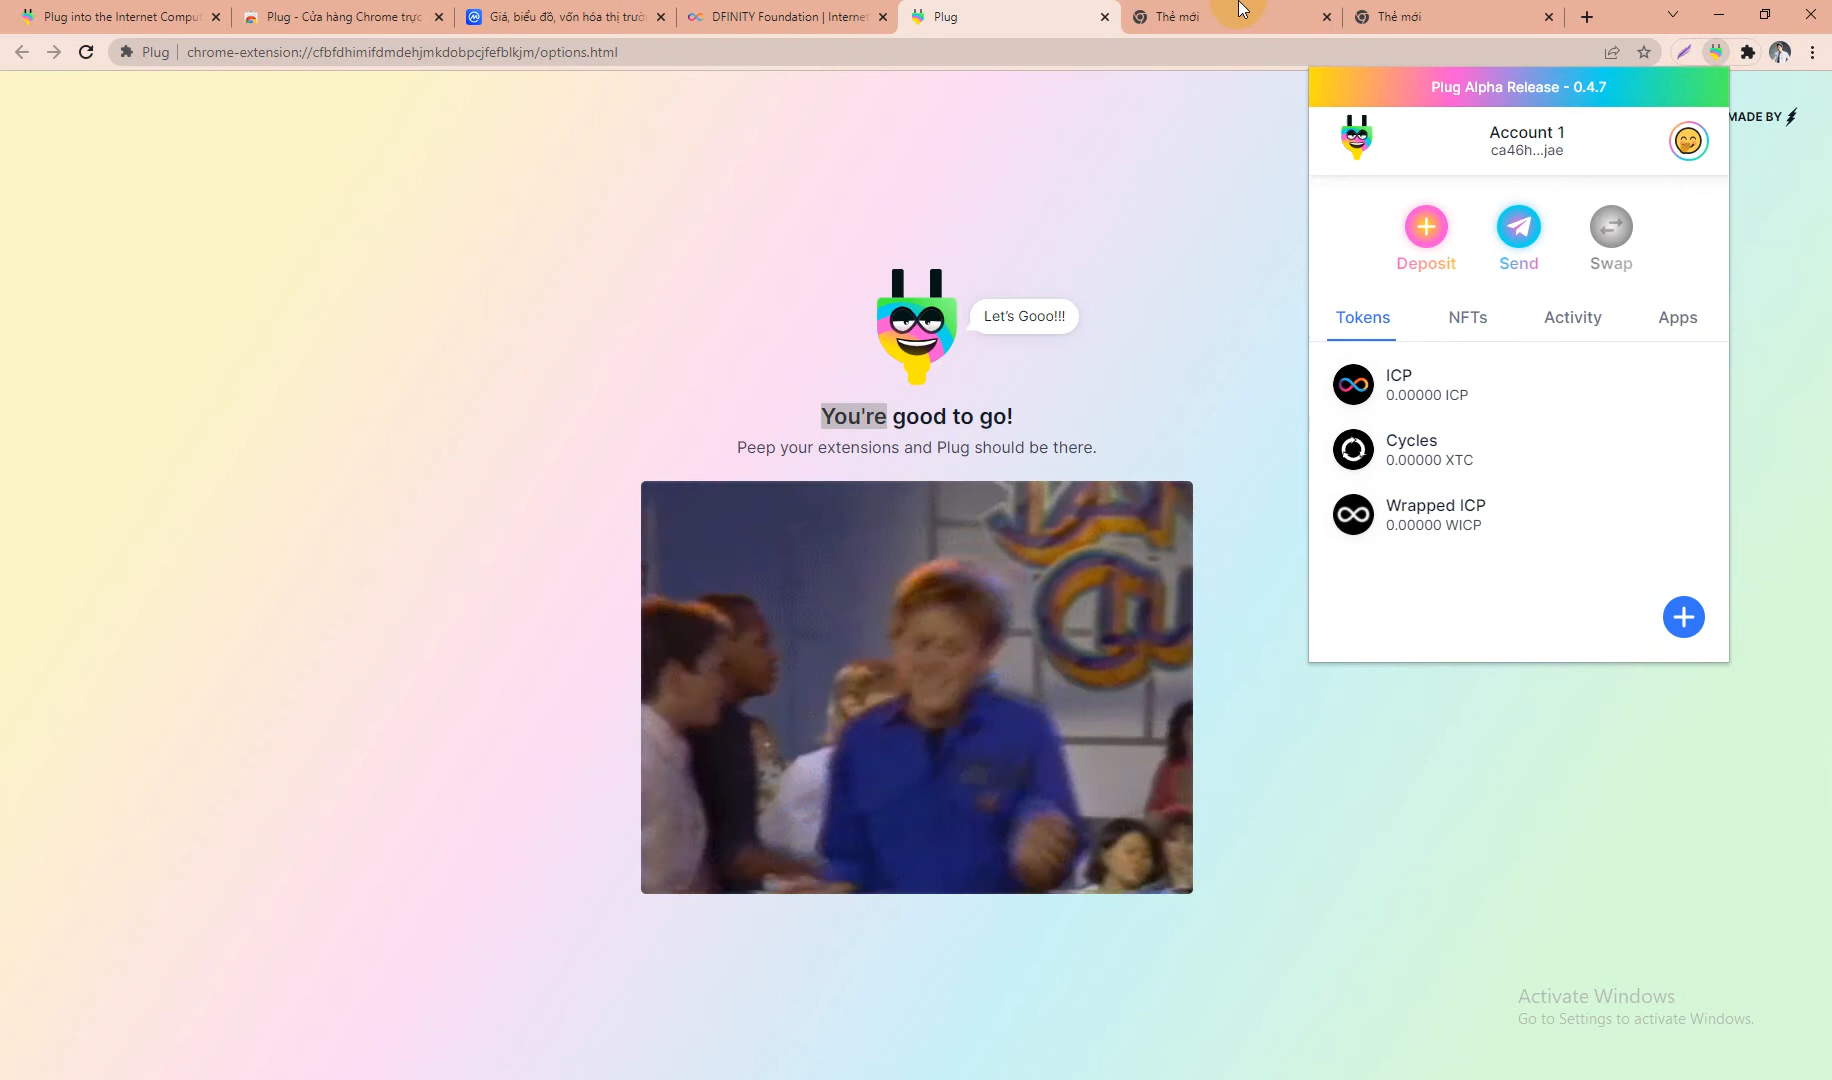 Plug into the Internet Comput
Plug - Cửa hàng Chrome trực
Giá, biểu đồ, vốn hóa thị trườ
DFINITY Foundation | Internet
Plug
Thẻ mới
Thẻ mới
Plug
chrome-extension://cfbfdhimifdmdehjmkdobpcjfefblkjm/options.html
Plug Alpha Release - 0.4.7
MADE BY
Account 1
ca46h...jae
Deposit
Send
Swap
Tokens
NFTs
Activity
Apps
ICP
0.00000 ICP
Cycles
0.00000 XTC
Wrapped ICP
0.00000 WICP
Let's Gooo!!!
You're good to go!
Peep your extensions and Plug should be there.
Activate Windows
Go to Settings to activate Windows.